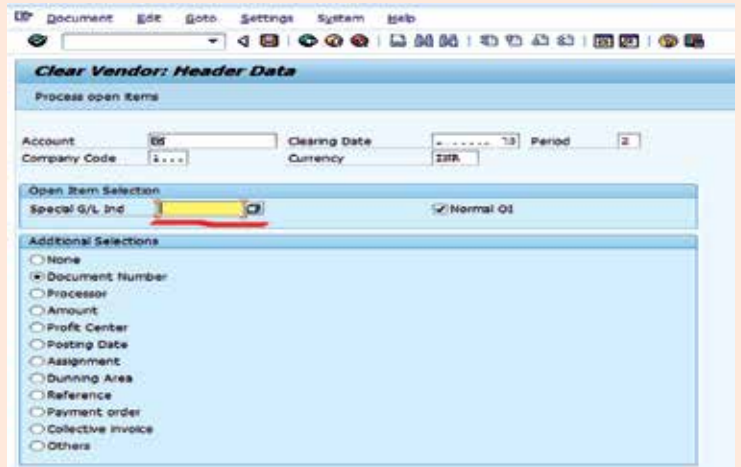 Document Edit Goto Settings System Help
Clear Vendor: Header Data
Process open items
Account Clearing Date Period 2
Company Code Currency INR
Open Item Selection
Special G/L Ind Normal OI
Additional Selections
None
Document Number
Processor
Amount
Profit Center
Posting Date
Assignment
Dunning Area
Reference
Payment order
Collective invoice
Others